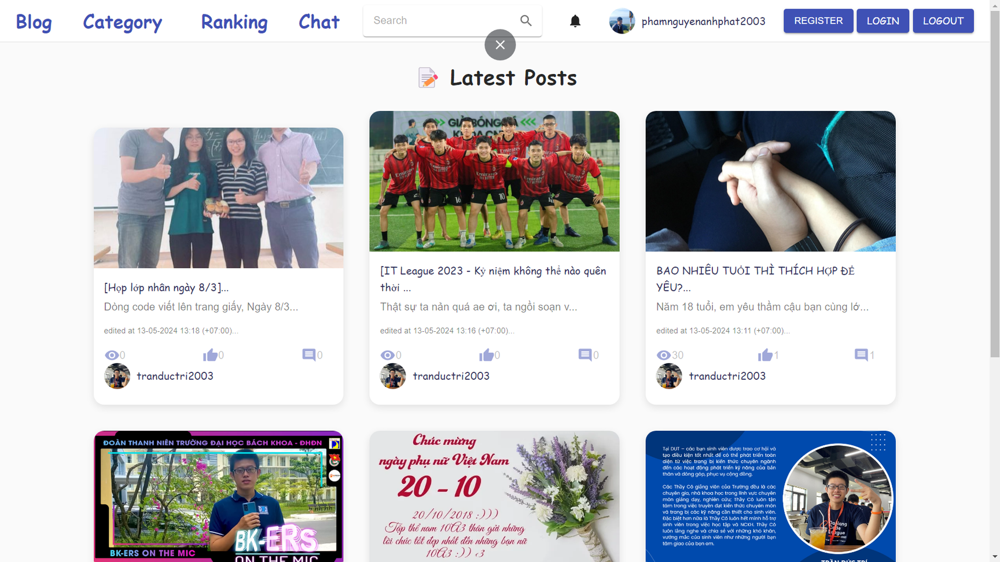 Blog
Category
Ranking
Chat
Search
phamnguyenanhphat2003
REGISTER
LOGIN
LOGOUT
Latest Posts
[Họp lớp nhân ngày 8/3]...
Dòng code viết lên trang giấy, Ngày 8/3...
edited at 13-05-2024 13:18 (+07:00)...
0
0
0
tranductri2003
GIẢI BÓNG ĐÁ
KHOA CN
Emirates
[IT League 2023 - Kỷ niệm không thể nào quên
thời ...
Thật sự ta nản quá ae ơi, ta ngồi soạn v...
edited at 13-05-2024 13:16 (+07:00)...
0
0
0
tranductri2003
BAO NHIÊU TUỔI THÌ THÍCH HỢP ĐỂ
YÊU?...
Năm 18 tuổi, em yêu thầm cậu bạn cùng lớ...
edited at 13-05-2024 13:11 (+07:00)...
30
1
1
tranductri2003
ĐOÀN THANH NIÊN TRƯỜNG ĐẠI HỌC BÁCH KHOA - ĐHĐN
BK-ERS
ON THE MIC
BK-ERS ON THE MIC
Chúc mừng
ngày phụ nữ Việt Nam
20 - 10
20/10/2018 :)))
Tập thể nam 10A3 thân gửi những
lời chúc tốt đẹp nhất đến những bạn nữ
10A3 :)) <3
Tại DUT – các bạn sinh viên được trao cơ hội và
tạo điều kiện tốt nhất để có thể phát triển toàn
diện từ việc trang bị kiến thức chuyên ngành
đến các hoạt động phát triển kỹ năng của bản
thân và đóng góp, phục vụ cộng đồng.
Các Thầy Cô giảng viên của Trường đều là các
chuyên gia, nhà khoa học trong lĩnh vực chuyên
môn giảng dạy, nghiên cứu; Thầy Cô luôn tận
tâm trong việc truyền đạt kiến thức chuyên môn
và trang bị các kỹ năng cần thiết cho sinh viên.
Đặc biệt hơn nữa là Thầy Cô luôn hết mình hỗ trợ
sinh viên trong việc học tập và NCKH. Thầy Cô
luôn lắng nghe và chia sẻ với những khó khăn,
vướng mắc của sinh viên như những người bạn
tâm giao của bọn em.
TRẦN ĐỨC TRÍ